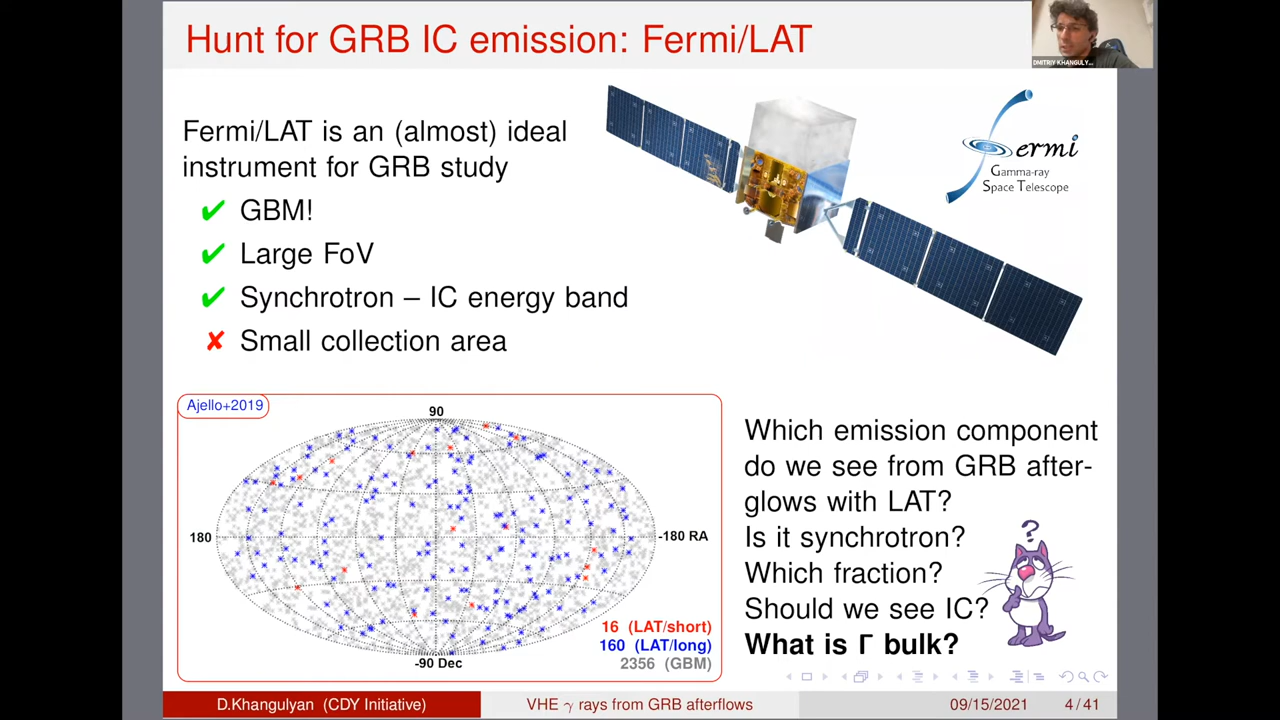 Hunt for GRB IC emission: Fermi/LAT
DMITRIY KHANGULY...
Fermi/LAT is an (almost) ideal
instrument for GRB study
✔ GBM!
✔ Large FoV
✔ Synchrotron – IC energy band
✘ Small collection area
Fermi
Gamma-ray
Space Telescope
Ajello+2019
90
180
-180 RA
-90 Dec
16 (LAT/short)
160 (LAT/long)
2356 (GBM)
Which emission component
do we see from GRB after-
glows with LAT?
Is it synchrotron?
Which fraction?
Should we see IC?
What is Γ bulk?
?
D.Khangulyan (CDY Initiative)
VHE γ rays from GRB afterflows
09/15/2021
4 / 41